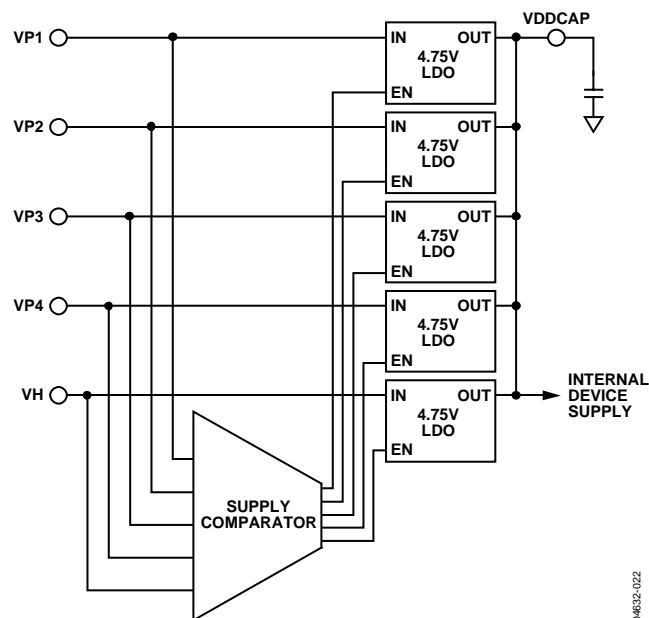 VDDCAP
VP1
IN
OUT
4.75V
LDO
EN
VP2
IN
OUT
4.75V
LDO
EN
VP3
IN
OUT
4.75V
LDO
EN
VP4
IN
OUT
4.75V
LDO
EN
VH
IN
OUT
4.75V
LDO
EN
INTERNAL
DEVICE
SUPPLY
SUPPLY
COMPARATOR
04632-022